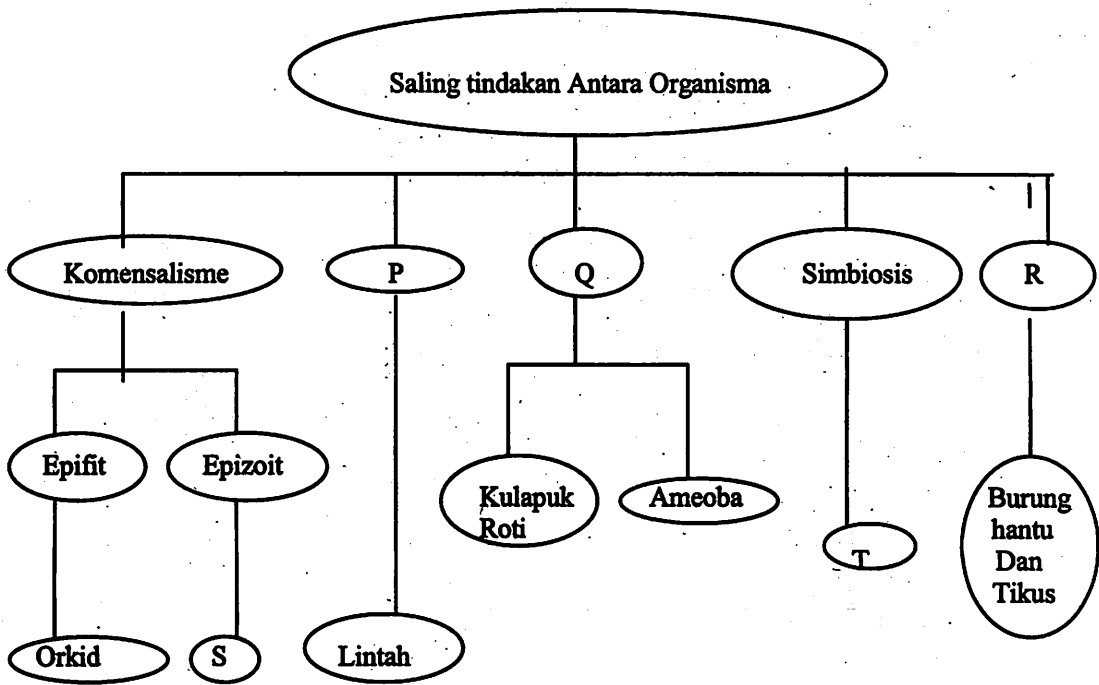 Saling tindakan Antara Organisma
Komensalisme
P
Q
Simbiosis
R
Epifit
Epizoit
Kulapuk
Roti
Ameoba
T
Burung
hantu
Dan
Tikus
Orkid
S
Lintah